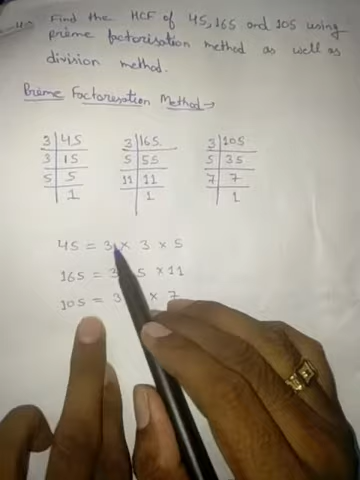 Find the HCF of 45, 165 and 105 using
prime factorisation method as well as
division method.
Prime Factorisation Method→
3 | 45
3 | 15
5 | 5
1
3 | 165
5 | 55
11 | 11
1
3 | 105
5 | 35
7 | 7
1
45 = 3 × 3 × 5
165 = 3 5 × 11
105 = 3 × 7